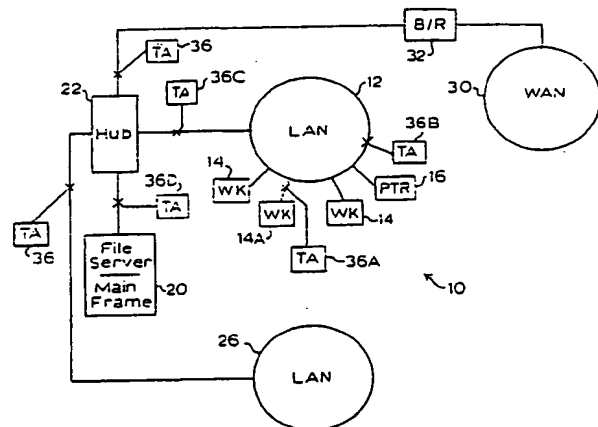 B/R
32
TA
36
36C
TA
22
Hub
12
LAN
30
WAN
36B
TA
36D
TA
14
WK
WK
14A
WK
14
PTR
16
TA
36
File
Server
Main
Frame
20
TA
36A
10
26
LAN